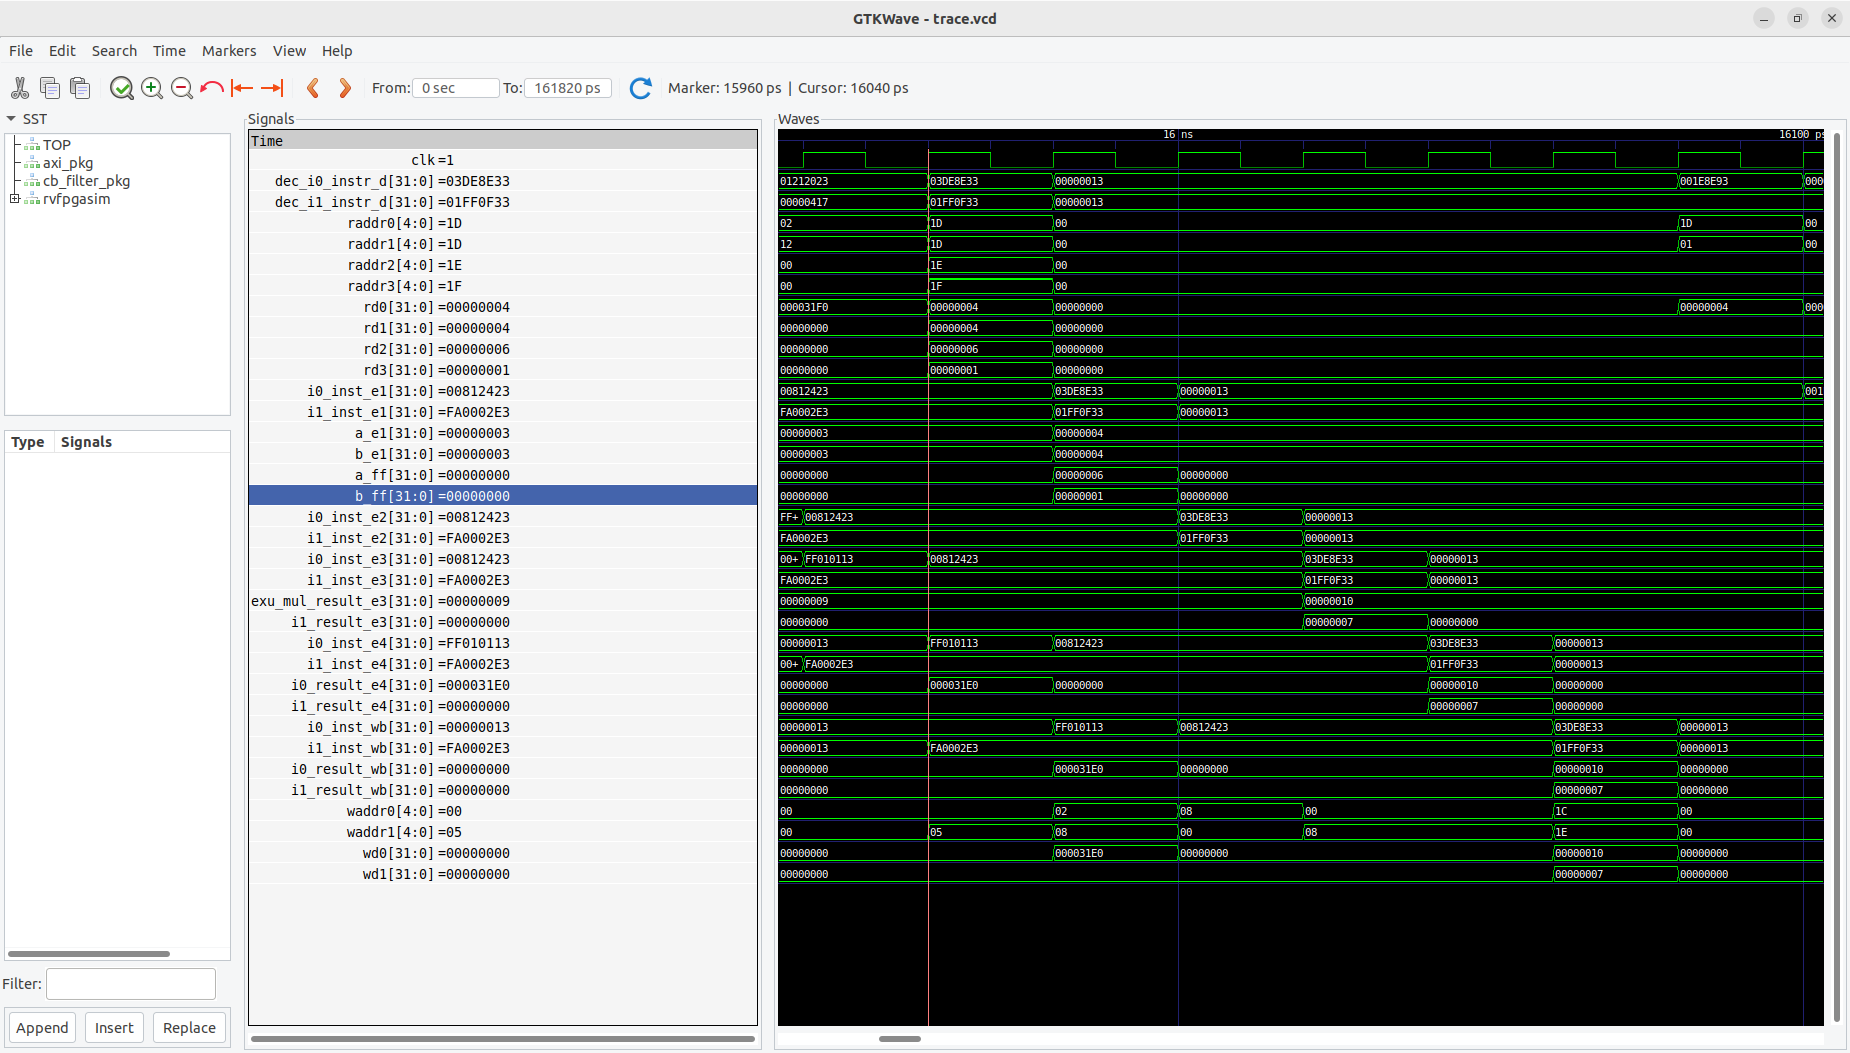 GTKWave - trace.vcd
File Edit Search Time Markers View Help
From: 0 sec To: 161820 ps Marker: 15960 ps | Cursor: 16040 ps
SST
TOP
axi_pkg
cb_filter_pkg
rvfpgasim
Type Signals
Filter:
Append Insert Replace
Signals
Time
clk=1
dec_i0_instr_d[31:0]=03DE8E33
dec_i1_instr_d[31:0]=01FF0F33
raddr0[4:0]=1D
raddr1[4:0]=1D
raddr2[4:0]=1E
raddr3[4:0]=1F
rd0[31:0]=00000004
rd1[31:0]=00000004
rd2[31:0]=00000006
rd3[31:0]=00000001
i0_inst_e1[31:0]=00812423
i1_inst_e1[31:0]=FA0002E3
a_e1[31:0]=00000003
b_e1[31:0]=00000003
a_ff[31:0]=00000000
b_ff[31:0]=00000000
i0_inst_e2[31:0]=00812423
i1_inst_e2[31:0]=FA0002E3
i0_inst_e3[31:0]=00812423
i1_inst_e3[31:0]=FA0002E3
exu_mul_result_e3[31:0]=00000009
i1_result_e3[31:0]=00000000
i0_inst_e4[31:0]=FF010113
i1_inst_e4[31:0]=FA0002E3
i0_result_e4[31:0]=000031E0
i1_result_e4[31:0]=00000000
i0_inst_wb[31:0]=00000013
i1_inst_wb[31:0]=FA0002E3
i0_result_wb[31:0]=00000000
i1_result_wb[31:0]=00000000
waddr0[4:0]=00
waddr1[4:0]=05
wd0[31:0]=00000000
wd1[31:0]=00000000
Waves
16 ns 16100 ps
01212023 03DE8E33 00000013 001E8E93 000
00000417 01FF0F33 00000013
02 1D 00 1D 00
12 1D 00 01 00
00 1E 00
00 1F 00
000031F0 00000004 00000000 00000004 000
00000000 00000004 00000000
00000000 00000006 00000000
00000000 00000001 00000000
00812423 03DE8E33 00000013 001
FA0002E3 01FF0F33 00000013
00000003 00000004
00000003 00000004
00000000 00000006 00000000
00000000 00000001 00000000
FF+ 00812423 03DE8E33 00000013
FA0002E3 01FF0F33 00000013
00+ FF010113 00812423 03DE8E33 00000013
FA0002E3 01FF0F33 00000013
00000009 00000010
00000000 00000007 00000000
00000013 FF010113 00812423 03DE8E33 00000013
00+ FA0002E3 01FF0F33 00000013
00000000 000031E0 00000000 00000010 00000000
00000000 00000007 00000000
00000013 FF010113 00812423 03DE8E33 00000013
00000013 FA0002E3 01FF0F33 00000013
00000000 000031E0 00000000 00000010 00000000
00000000 00000007 00000000
00 02 08 00 1C 00
00 05 08 00 08 1E 00
00000000 000031E0 00000000 00000010 00000000
00000000 00000007 00000000